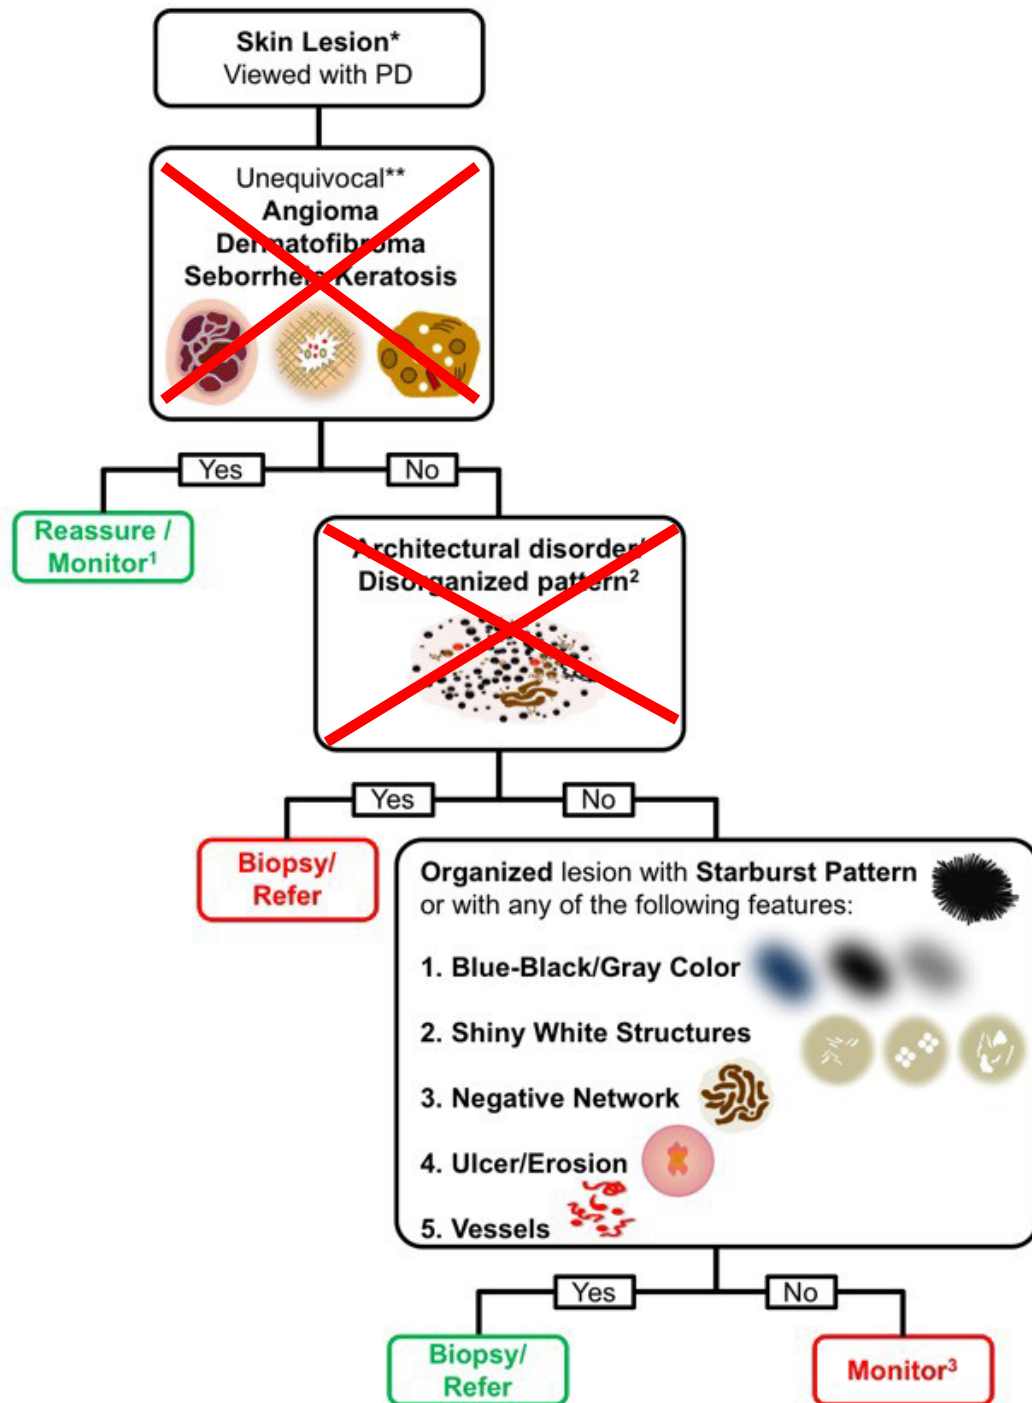 Skin Lesion*
Viewed with PD
Unequivocal**
Angioma
Dermatofibroma
Seborrheic Keratosis
Yes
No
Reassure /
Monitor¹
Architectural disorder/
Disorganized pattern²
Yes
No
Biopsy/
Refer
Organized lesion with Starburst Pattern
or with any of the following features:
1. Blue-Black/Gray Color
2. Shiny White Structures
3. Negative Network
4. Ulcer/Erosion
5. Vessels
Yes
No
Biopsy/
Refer
Monitor³